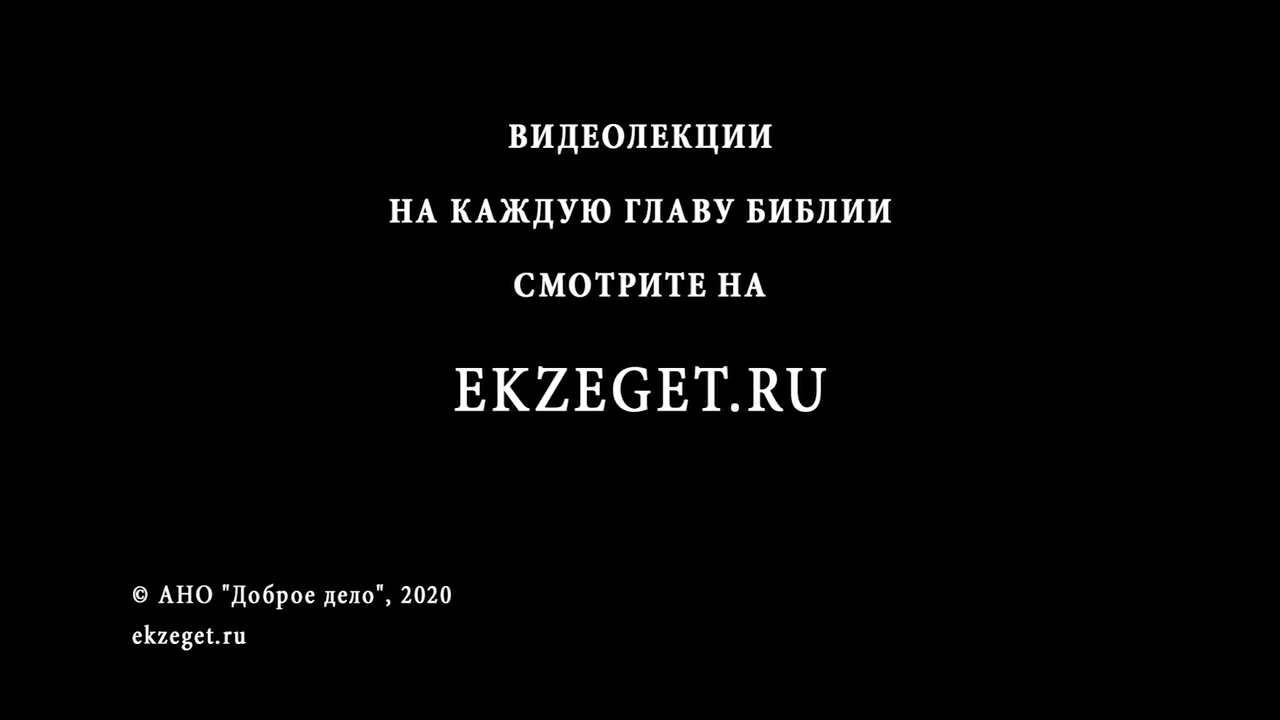 ВИДЕОЛЕКЦИИ
НА КАЖДУЮ ГЛАВУ БИБЛИИ
СМОТРИТЕ НА
EKZEGET.RU
© АНО "Доброе дело", 2020
ekzeget.ru